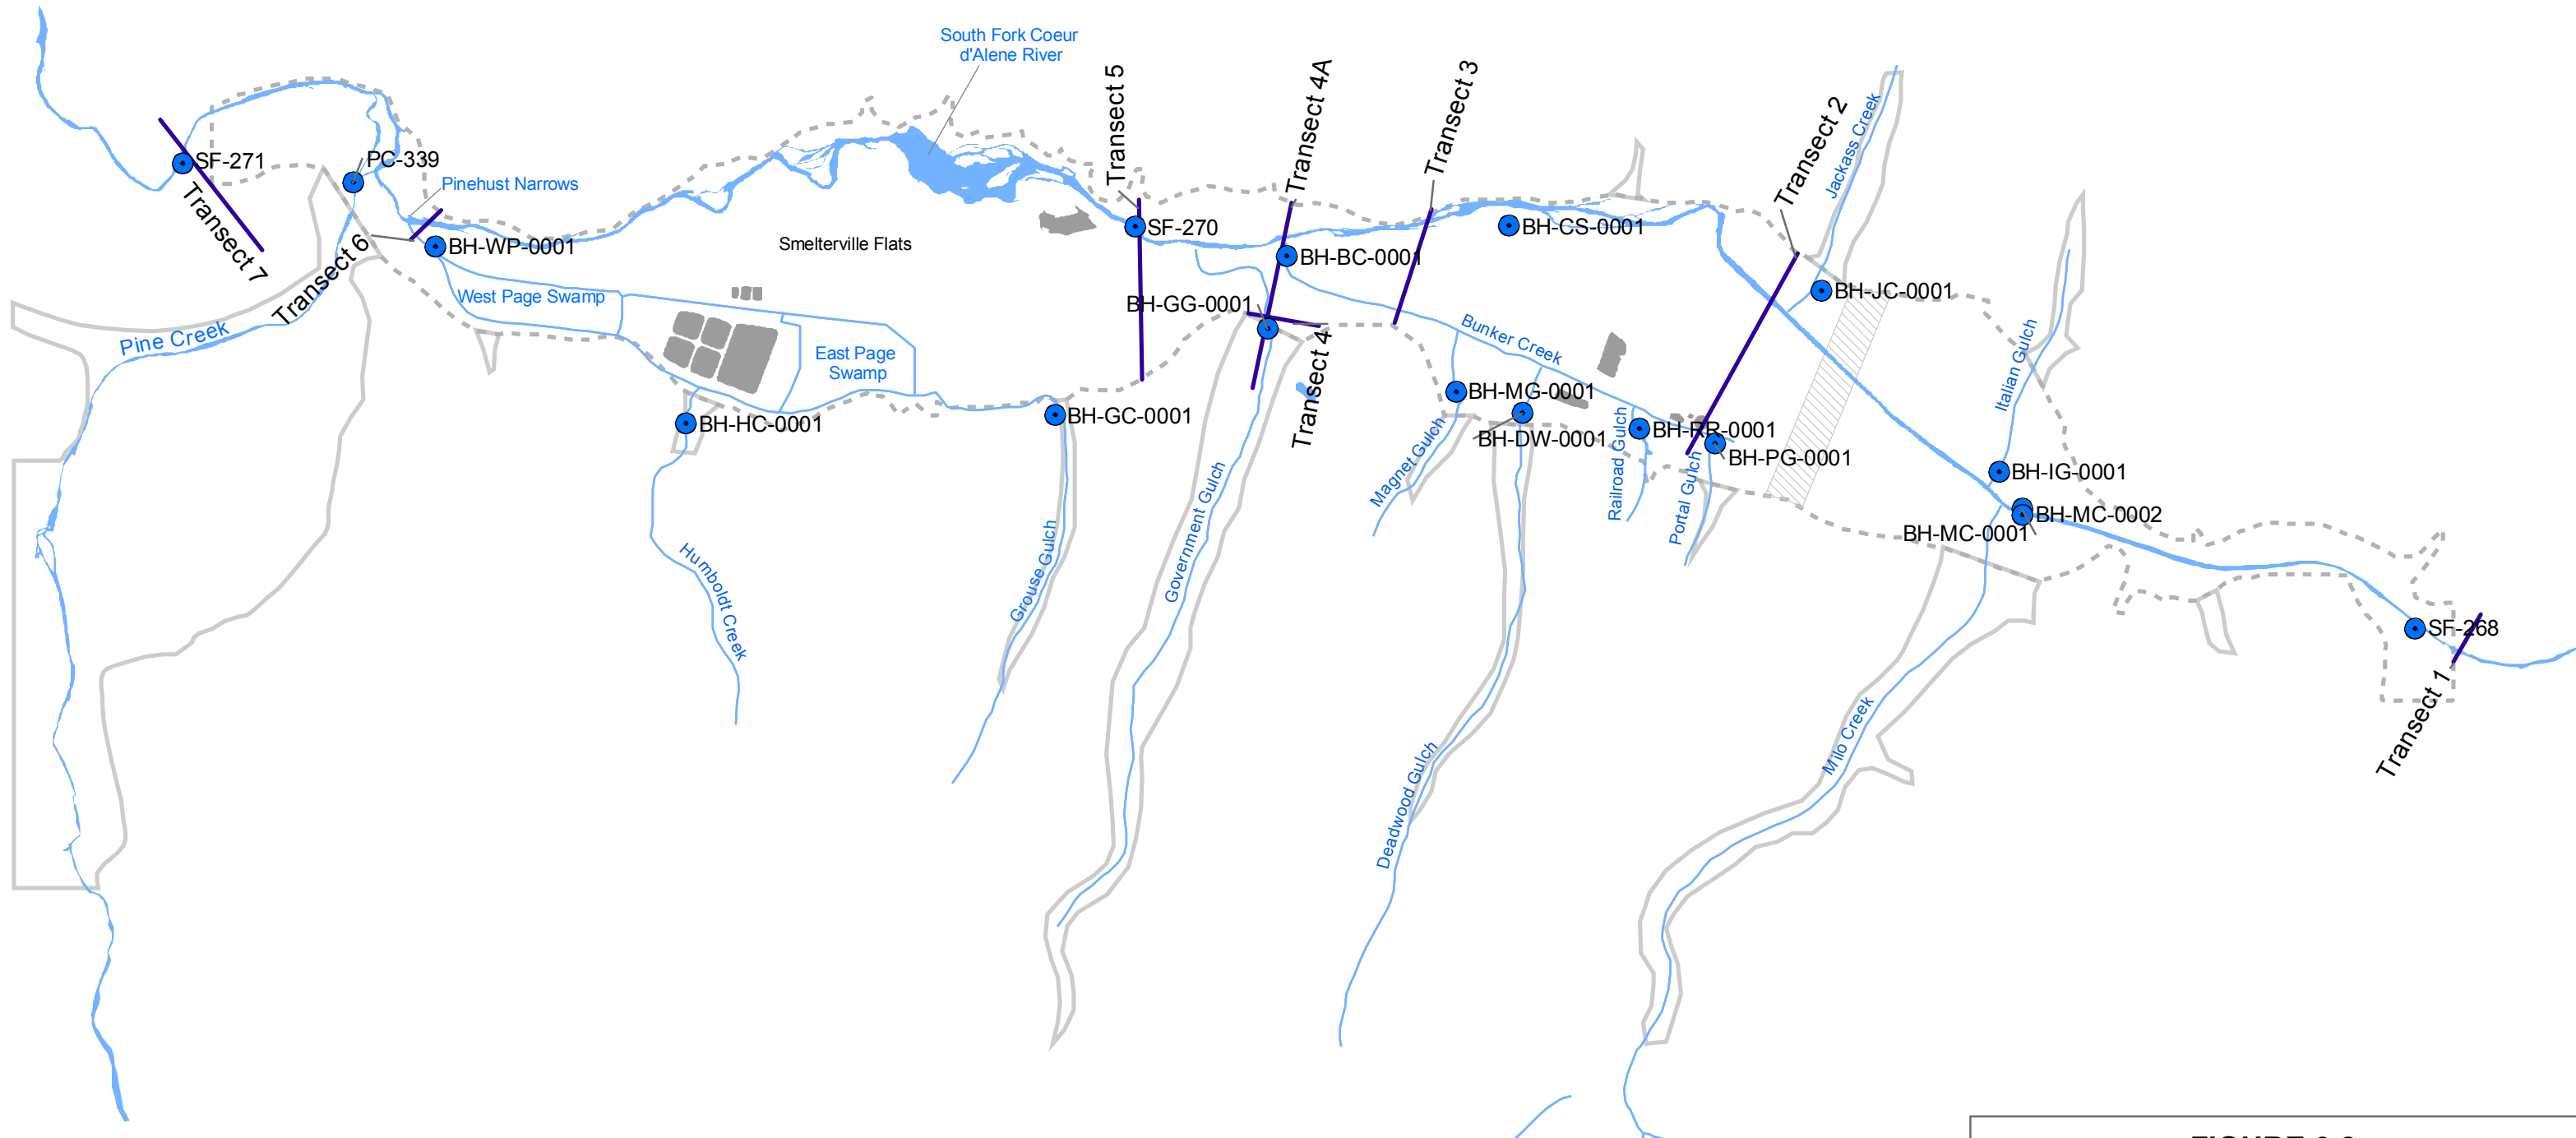 South Fork Coeur
d'Alene River
Transect 5
Transect 4A
Transect 3
Transect 2
Jackass Creek
SF-271
PC-339
Pinehust Narrows
Transect 7
Transect 6
BH-WP-0001
Smelterville Flats
SF-270
BH-BC-0001
BH-CS-0001
BH-JC-0001
West Page Swamp
BH-GG-0001
Pine Creek
East Page
Swamp
Bunker Creek
Transect 4
Italian Gulch
BH-HC-0001
BH-GC-0001
BH-MG-0001
BH-DW-0001
BH-RR-0001
BH-PG-0001
Magnet Gulch
Railroad Gulch
Portal Gulch
BH-IG-0001
BH-MC-0002
BH-MC-0001
Humboldt Creek
Grouse Gulch
Government Gulch
SF-268
Transect 1
Milo Creek
Deadwood Gulch